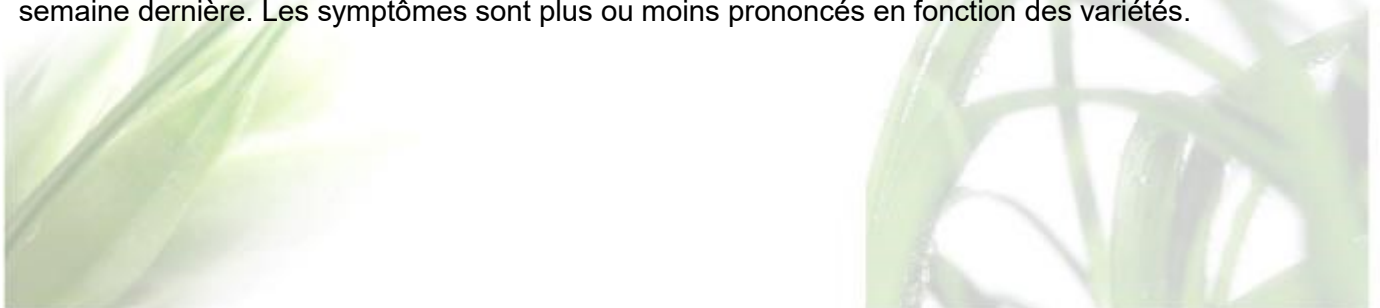 semaine dernière. Les symptômes sont plus ou moins prononcés en fonction des variétés.